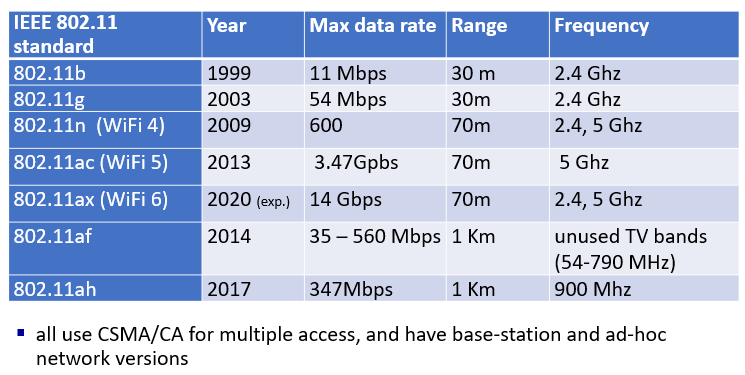 IEEE 802.11 standard Year Max data rate Range Frequency
802.11b 1999 11 Mbps 30 m 2.4 Ghz
802.11g 2003 54 Mbps 30m 2.4 Ghz
802.11n (WiFi 4) 2009 600 70m 2.4, 5 Ghz
802.11ac (WiFi 5) 2013 3.47Gpbs 70m 5 Ghz
802.11ax (WiFi 6) 2020 (exp.) 14 Gbps 70m 2.4, 5 Ghz
802.11af 2014 35 – 560 Mbps 1 Km unused TV bands
(54-790 MHz)
802.11ah 2017 347Mbps 1 Km 900 Mhz
▪ all use CSMA/CA for multiple access, and have base-station and ad-hoc
network versions